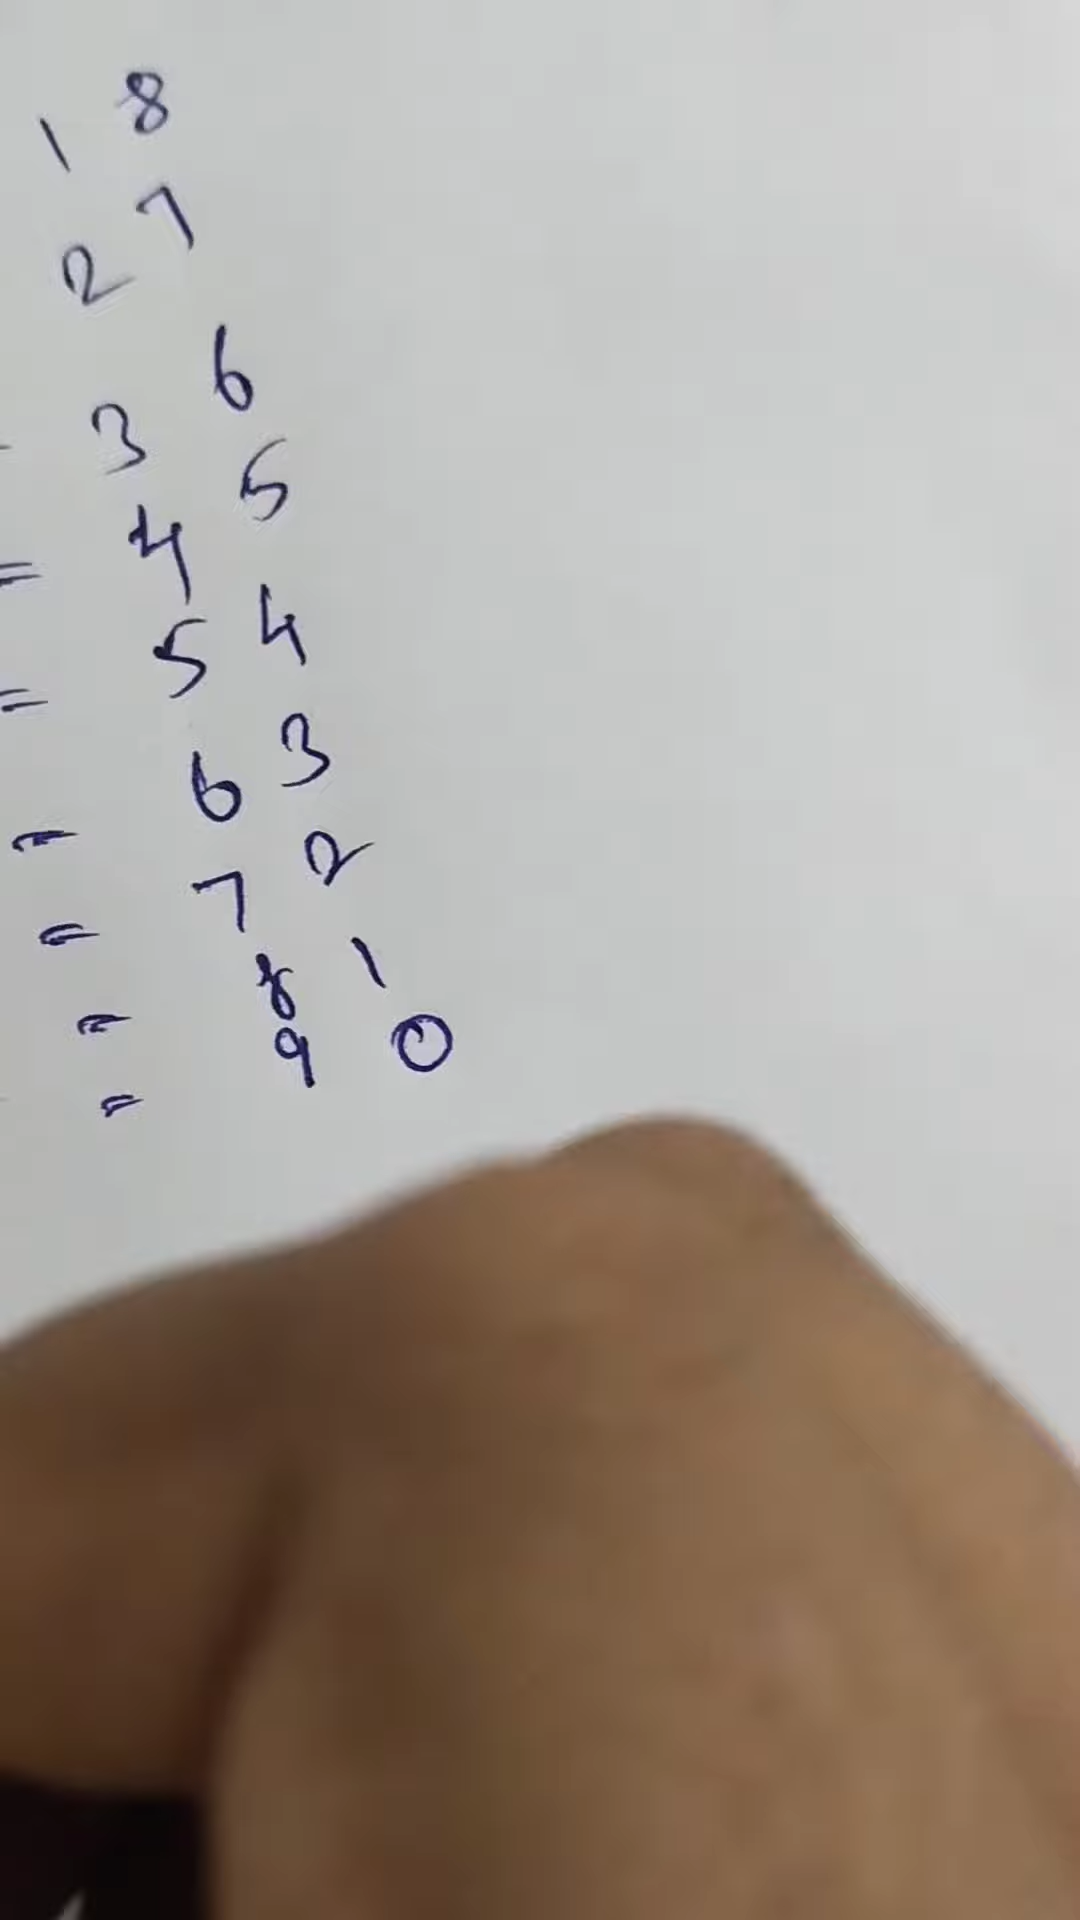 1 8
2 7
- 3 6
= 4 5
= 5 4
= 6 3
= 7 2
= 8 1
= 9 0